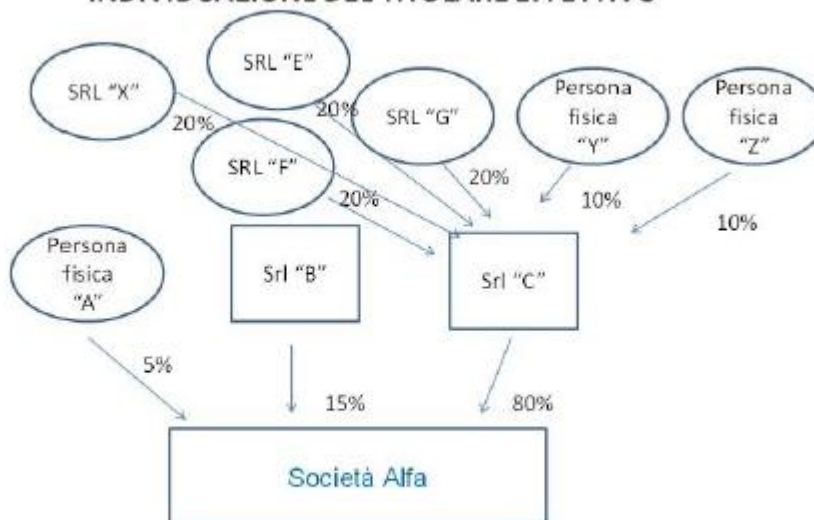 SRL "E"
SRL "X"
SRL "G"
Persona
fisica
"Y"
Persona
fisica
"Z"
20%
20%
SRL "F"
20%
20%
10%
10%
Persona
fisica
"A"
Srl "B"
Srl "C"
5%
15%
80%
Società Alfa